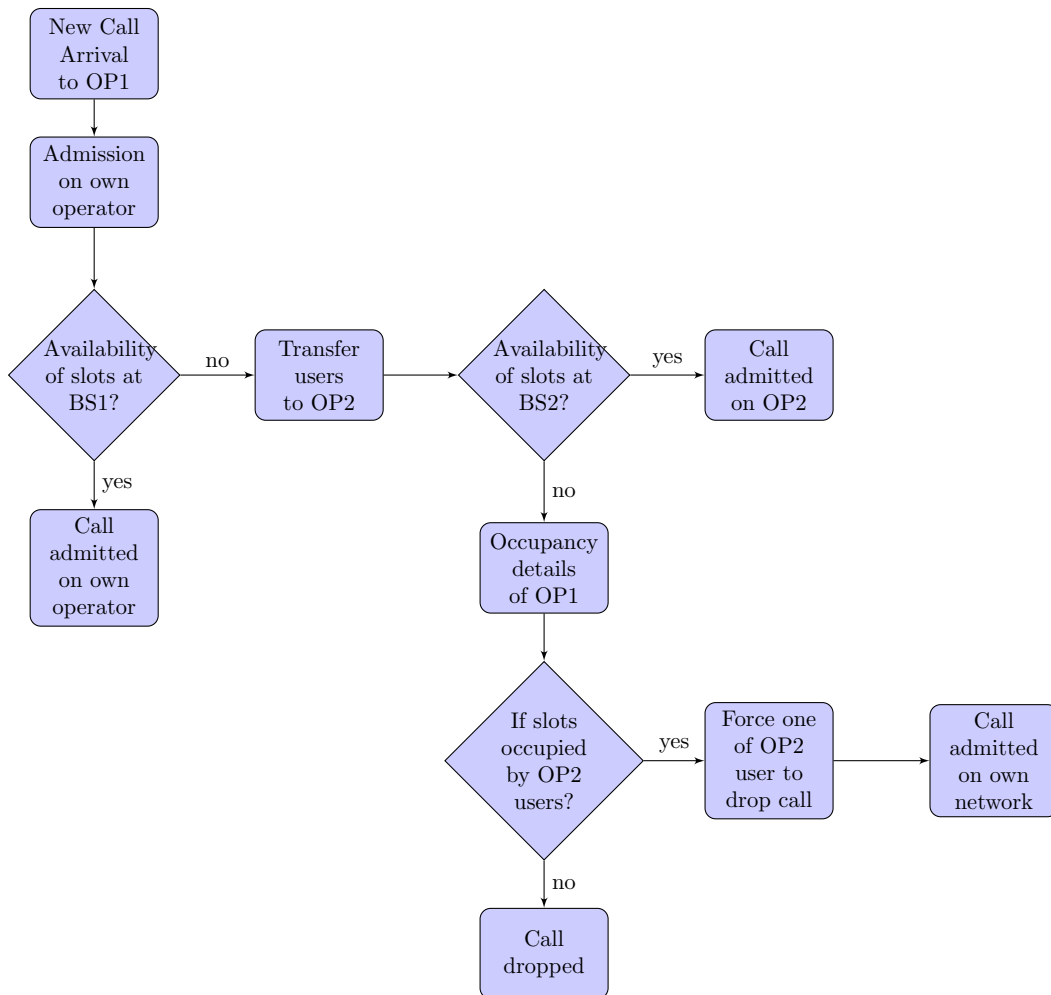 New Call
Arrival
to OP1
Admission
on own
operator
Availability
of slots at
BS1?
no
Transfer
users
to OP2
Availability
of slots at
BS2?
yes
Call
admitted
on OP2
yes
Call
admitted
on own
operator
no
Occupancy
details
of OP1
If slots
occupied
by OP2
users?
yes
Force one
of OP2
user to
drop call
Call
admitted
on own
network
no
Call
dropped